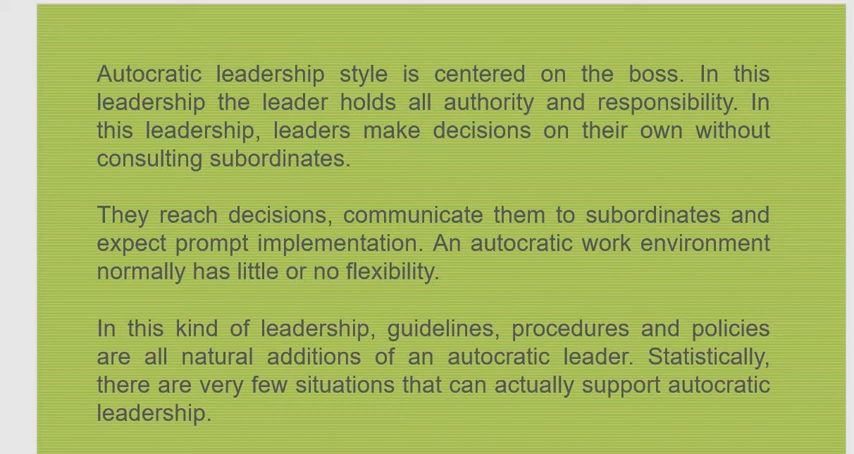 Autocratic leadership style is centered on the boss. In this
leadership the leader holds all authority and responsibility. In
this leadership, leaders make decisions on their own without
consulting subordinates.
They reach decisions, communicate them to subordinates and
expect prompt implementation. An autocratic work environment
normally has little or no flexibility.
In this kind of leadership, guidelines, procedures and policies
are all natural additions of an autocratic leader. Statistically,
there are very few situations that can actually support autocratic
leadership.